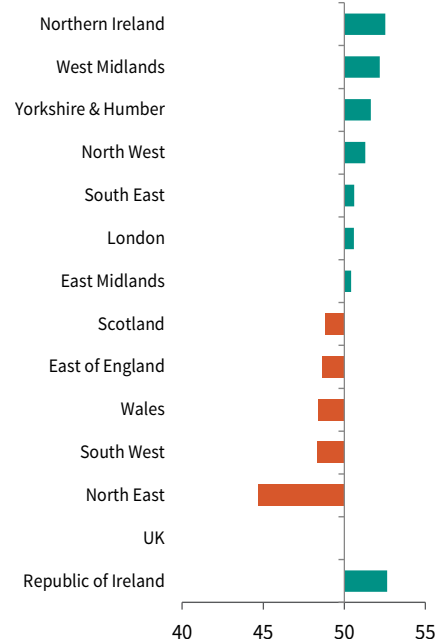 Northern Ireland
West Midlands
Yorkshire & Humber
North West
South East
London
East Midlands
Scotland
East of England
Wales
South West
North East
UK
Republic of Ireland
40 45 50 55